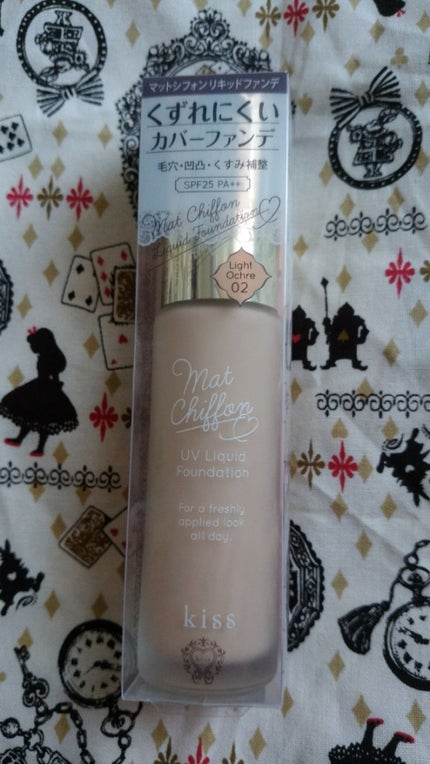 マットシフォン リキッドファンデ
くずれにくい
カバーファンデ
毛穴・凹凸・くすみ補整
SPF25 PA++
Mat Chiffon
Liquid Foundation
Light
Ochre
02
Mat
Chiffon
UV Liquid
Foundation
For a freshly
applied look
all day.
kiss